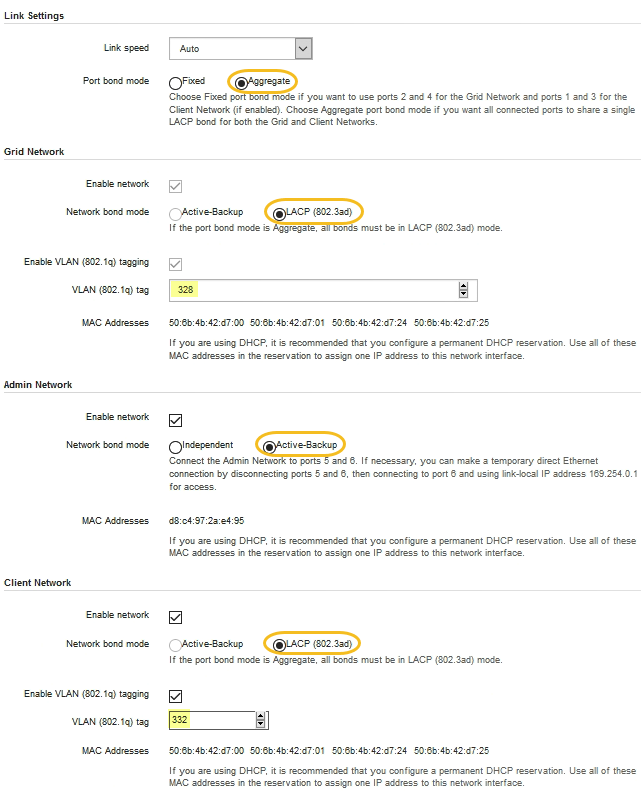 Link Settings
Link speed Auto
Port bond mode Fixed Aggregate
Choose Fixed port bond mode if you want to use ports 2 and 4 for the Grid Network and ports 1 and 3 for the
Client Network (if enabled). Choose Aggregate port bond mode if you want all connected ports to share a single
LACP bond for both the Grid and Client Networks.
Grid Network
Enable network
Network bond mode Active-Backup LACP (802.3ad)
If the port bond mode is Aggregate, all bonds must be in LACP (802.3ad) mode.
Enable VLAN (802.1q) tagging
VLAN (802.1q) tag 328
MAC Addresses 50:6b:4b:42:d7:00 50:6b:4b:42:d7:01 50:6b:4b:42:d7:24 50:6b:4b:42:d7:25
If you are using DHCP, it is recommended that you configure a permanent DHCP reservation. Use all of these
MAC addresses in the reservation to assign one IP address to this network interface.
Admin Network
Enable network
Network bond mode Independent Active-Backup
Connect the Admin Network to ports 5 and 6. If necessary, you can make a temporary direct Ethernet
connection by disconnecting ports 5 and 6, then connecting to port 6 and using link-local IP address 169.254.0.1
for access.
MAC Addresses d8:c4:97:2a:e4:95
If you are using DHCP, it is recommended that you configure a permanent DHCP reservation. Use all of these
MAC addresses in the reservation to assign one IP address to this network interface.
Client Network
Enable network
Network bond mode Active-Backup LACP (802.3ad)
If the port bond mode is Aggregate, all bonds must be in LACP (802.3ad) mode.
Enable VLAN (802.1q) tagging
VLAN (802.1q) tag 332
MAC Addresses 50:6b:4b:42:d7:00 50:6b:4b:42:d7:01 50:6b:4b:42:d7:24 50:6b:4b:42:d7:25
If you are using DHCP, it is recommended that you configure a permanent DHCP reservation. Use all of these
MAC addresses in the reservation to assign one IP address to this network interface.